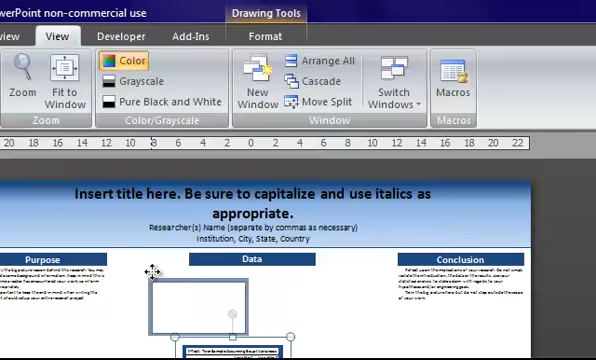 PowerPoint non-commercial use
Drawing Tools
view View Developer Add-Ins Format
Zoom Fit to Window
Color
Grayscale
Pure Black and White
New Window
Arrange All
Cascade
Move Split
Switch Windows
Macros
Zoom Color/Grayscale Window Macros
20 18 16 14 12 10 8 6 4 2 0 2 4 6 8 10 12 14 16 18 20 22
Insert title here. Be sure to capitalize and use italics as
appropriate.
Researcher(s) Name (separate by commas as necessary)
Institution, City, State, Country
Purpose Data Conclusion